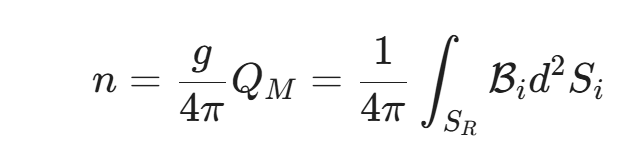 n = \frac{g}{4\pi} Q_M = \frac{1}{4\pi} \int_{S_R} \mathcal{B}_i d^2 S_i